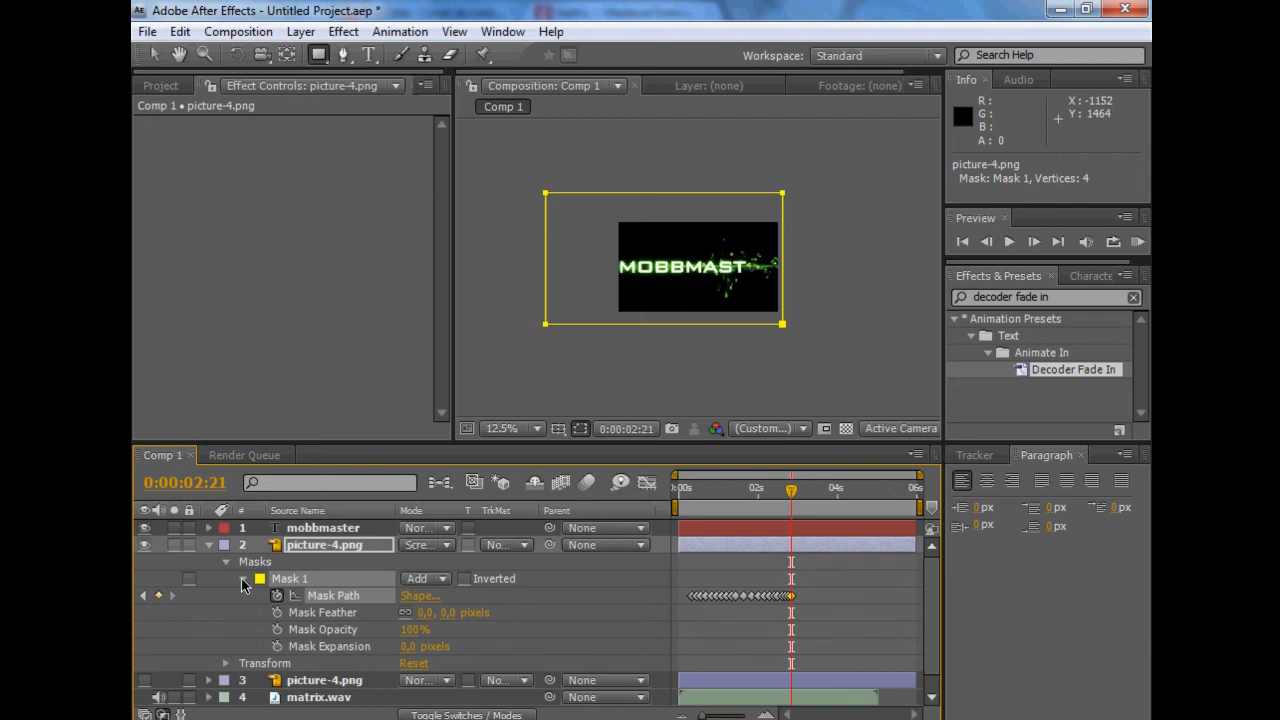 Adobe After Effects - Untitled Project.aep *
File Edit Composition Layer Effect Animation View Window Help
Workspace: Standard Search Help
Project Effect Controls: picture-4.png Composition: Comp 1 Layer: (none) Footage: (none) Info Audio
Comp 1 • picture-4.png Comp 1
R: X: -1152
G: Y: 1464
B:
A: 0
picture-4.png
Mask: Mask 1, Vertices: 4
Preview
MOBBMAST
Effects & Presets Characte
decoder fade in
* Animation Presets
Text
Animate In
Decoder Fade In
12.5% 0:00:02:21 (Custom...) Active Camera
Comp 1 Render Queue Tracker Paragraph
0:00:02:21
:00s 02s 04s 06s
# Source Name Mode T TrkMat Parent
0 px 0 px 0 px
0 px 0 px
1 T mobbmaster Nor... None
2 picture-4.png Scre... No... None
Masks
Mask 1 Add Inverted
Mask Path Shape...
Mask Feather 0,0, 0,0 pixels
Mask Opacity 100%
Mask Expansion 0,0 pixels
Transform Reset
3 picture-4.png Nor... No... None
4 matrix.wav None
Toggle Switches / Modes